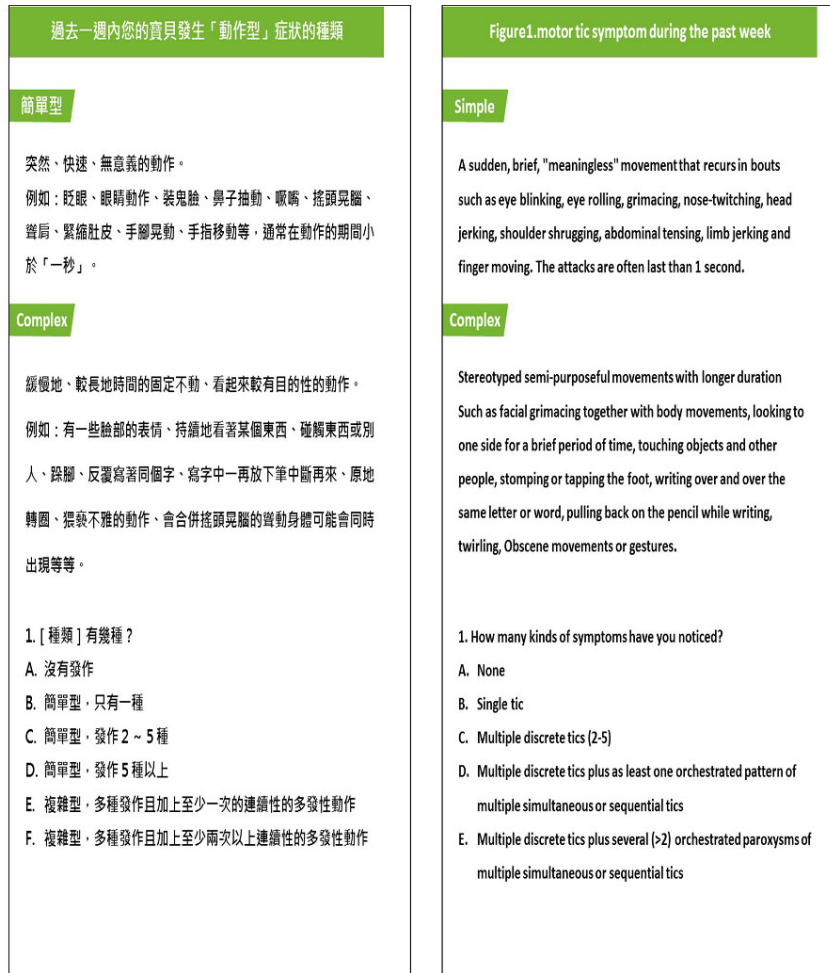 過去一週內您的寶貝發生「動作型」症狀的種類
簡單型
突然、快速、無意義的動作。
例如：眨眼、眼睛動作、裝鬼臉、鼻子抽動、噘嘴、搖頭晃腦、
聳肩、緊縮肚皮、手腳晃動、手指移動等，通常在動作的期間小
於「一秒」。
Complex
緩慢地、較長地時間的固定不動、看起來較有目的性的動作。
例如：有一些臉部的表情、持續地看著某個東西、碰觸東西或別
人、跺腳、反覆寫著同個字、寫字中一再放下筆中斷再來、原地
轉圈、猥褻不雅的動作、會合併搖頭晃腦的聳動身體可能會同時
出現等等。
1. [ 種類 ] 有幾種？
A. 沒有發作
B. 簡單型，只有一種
C. 簡單型，發作 2 ~ 5 種
D. 簡單型，發作 5 種以上
E. 複雜型，多種發作且加上至少一次的連續性的多發性動作
F. 複雜型，多種發作且加上至少兩次以上連續性的多發性動作
Figure1.motor tic symptom during the past week
Simple
A sudden, brief, "meaningless" movement that recurs in bouts
such as eye blinking, eye rolling, grimacing, nose-twitching, head
jerking, shoulder shrugging, abdominal tensing, limb jerking and
finger moving. The attacks are often last than 1 second.
Complex
Stereotyped semi-purposeful movements with longer duration
Such as facial grimacing together with body movements, looking to
one side for a brief period of time, touching objects and other
people, stomping or tapping the foot, writing over and over the
same letter or word, pulling back on the pencil while writing,
twirling, Obscene movements or gestures.
1. How many kinds of symptoms have you noticed?
A. None
B. Single tic
C. Multiple discrete tics (2-5)
D. Multiple discrete tics plus as least one orchestrated pattern of
multiple simultaneous or sequential tics
E. Multiple discrete tics plus several (>2) orchestrated paroxysms of
multiple simultaneous or sequential tics